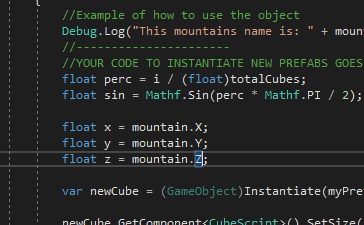 {
//Example of how to use the object
Debug.Log("This mountains name is: " + moun
//----------------------
//YOUR CODE TO INSTANTIATE NEW PREFABS GOES
float perc = i / (float)totalCubes;
float sin = Mathf.Sin(perc * Mathf.PI / 2);
float x = mountain.X;
float y = mountain.Y;
float z = mountain.Z;
var newCube = (GameObject)Instantiate(myPre
newCube.GetComponent<CubeScript>().SetSize(